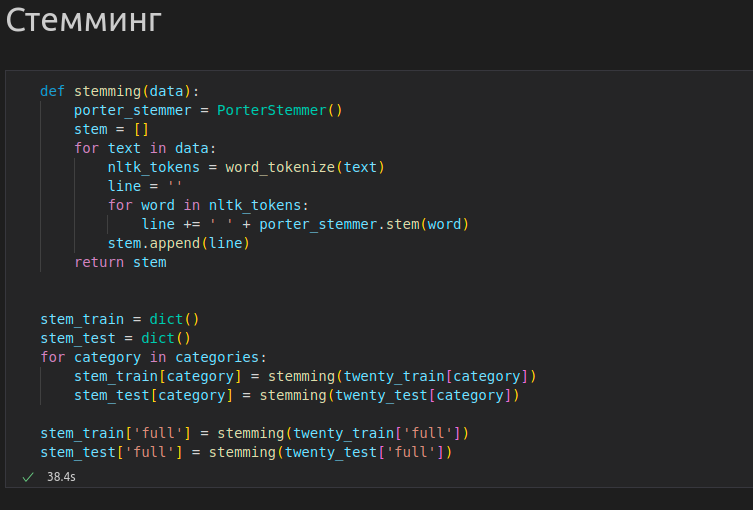 Стемминг
def stemming(data):
    porter_stemmer = PorterStemmer()
    stem = []
    for text in data:
        nltk_tokens = word_tokenize(text)
        line = ''
        for word in nltk_tokens:
            line += ' ' + porter_stemmer.stem(word)
        stem.append(line)
    return stem

stem_train = dict()
stem_test = dict()
for category in categories:
    stem_train[category] = stemming(twenty_train[category])
    stem_test[category] = stemming(twenty_test[category])

stem_train['full'] = stemming(twenty_train['full'])
stem_test['full'] = stemming(twenty_test['full'])
✓ 38.4s